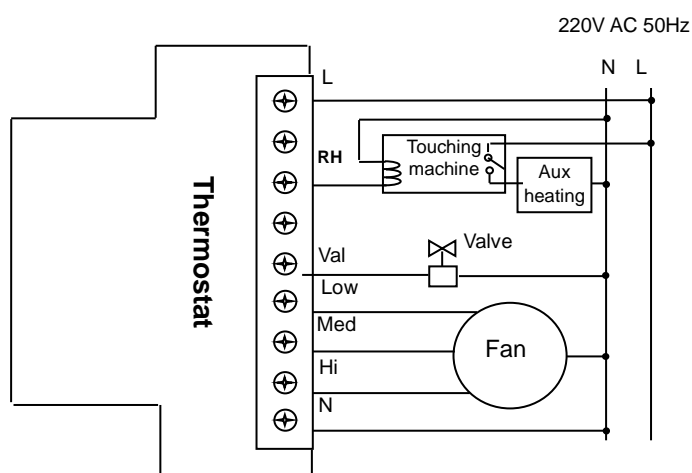 220V AC 50Hz
N L
L
RH
Touching
machine
Aux
heating
Thermostat
Val
Valve
Low
Med
Fan
Hi
N